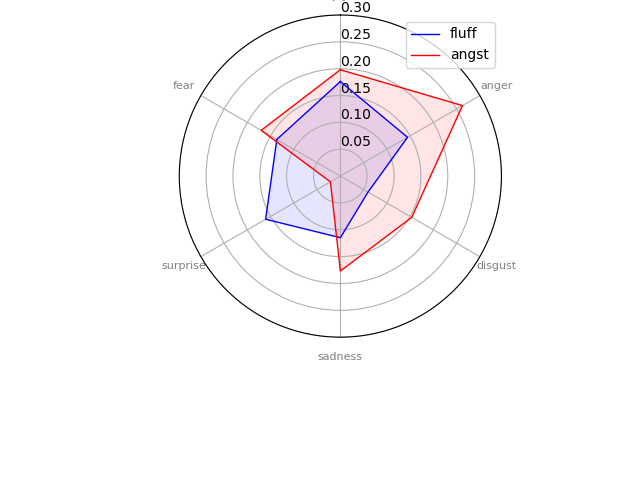 0.30
fluff
angst
0.25
0.20
0.15
0.10
0.05
fear
anger
surprise
disgust
sadness